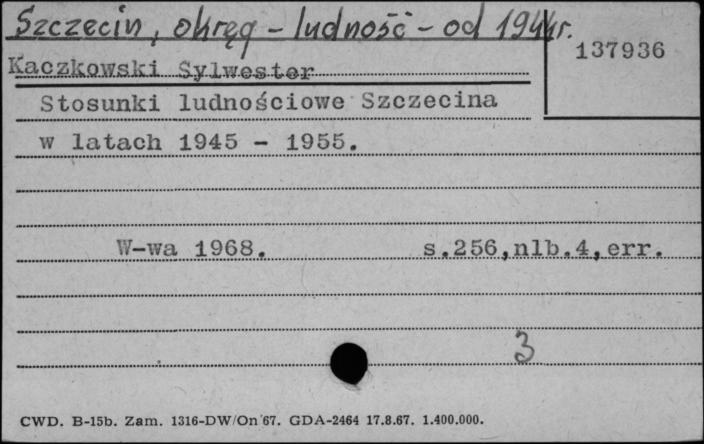 Szczecin, okręg - ludność - od 1944r.
137936
Kaczkowski Sylwester
Stosunki ludnościowe Szczecina
w latach 1945 - 1955.
W-wa 1968. s.256,nlb.4,err.
3
CWD. B-15b. Zam. 1316-DW/On 67. GDA-2464 17.8.67. 1.400.000.